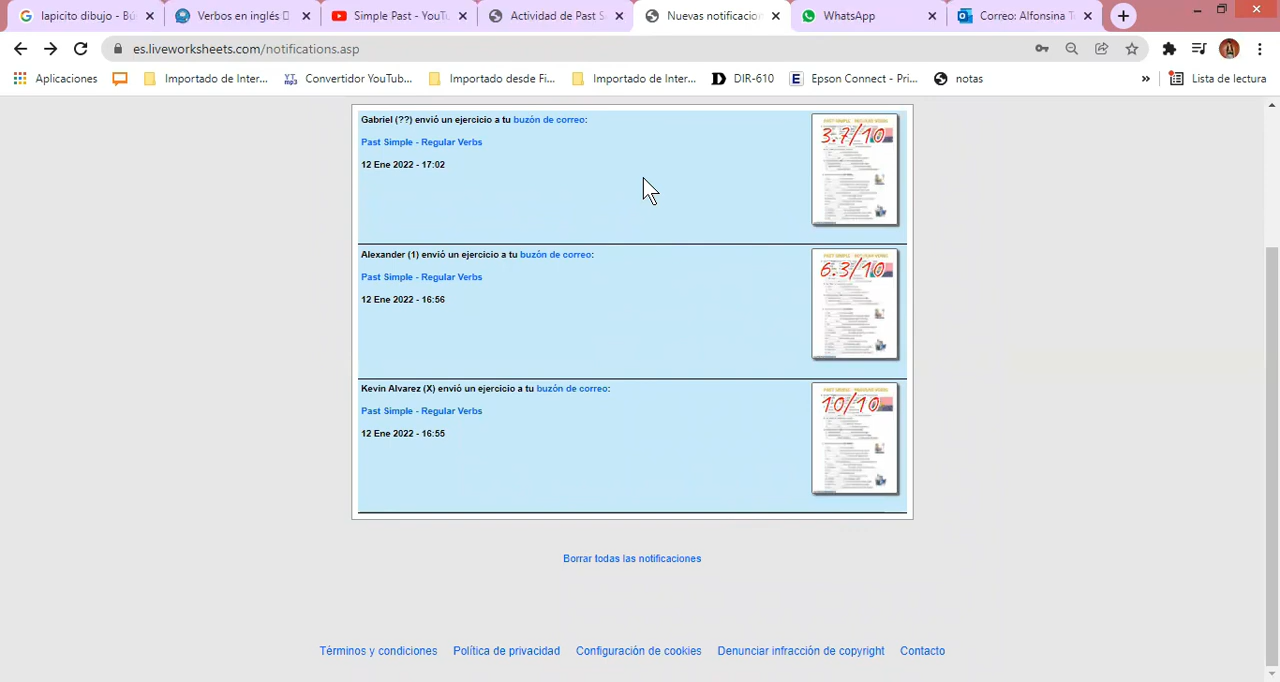 lapicito dibujo - Bú
Verbos en inglés D
Simple Past - YouTu
Actividad de Past S
Nuevas notificacion
WhatsApp
Correo: Alfonsina To
es.liveworksheets.com/notifications.asp
Aplicaciones
Importado de Inter...
Convertidor YouTub...
Importado desde Fi...
Importado de Inter...
DIR-610
Epson Connect - Pri...
notas
»
Lista de lectura
Gabriel (??) envió un ejercicio a tu buzón de correo:
Past Simple - Regular Verbs
12 Ene 2022 - 17:02
3.7/10
Alexander (1) envió un ejercicio a tu buzón de correo:
Past Simple - Regular Verbs
12 Ene 2022 - 16:56
6.3/10
Kevin Alvarez (X) envió un ejercicio a tu buzón de correo:
Past Simple - Regular Verbs
10/10
Borrar todas las notificaciones
Términos y condiciones
Política de privacidad
Configuración de cookies
Denunciar infracción de copyright
Contacto